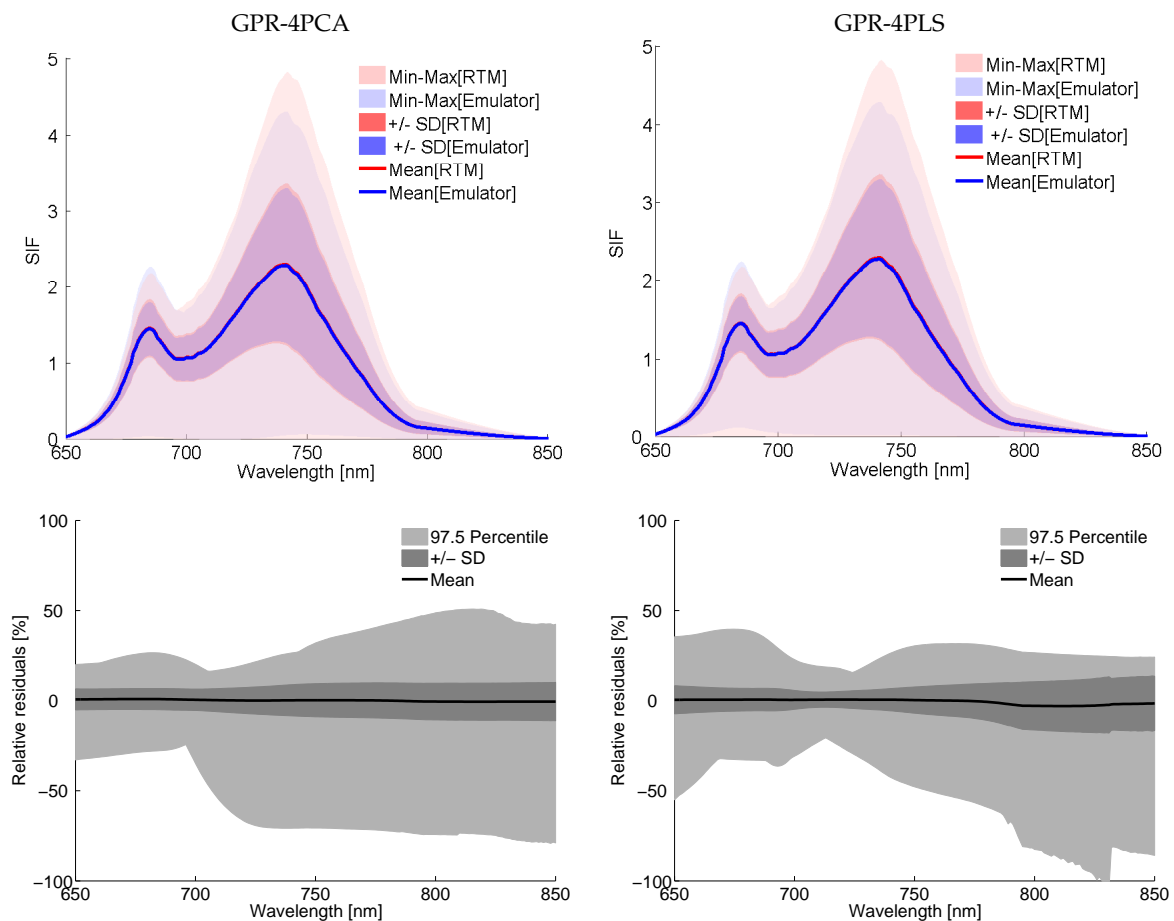 GPR-4PCA
GPR-4PLS
5
4
3
2
1
0
SIF
Min-Max[RTM]
Min-Max[Emulator]
+/- SD[RTM]
+/- SD[Emulator]
Mean[RTM]
Mean[Emulator]
650 700 750 800 850
Wavelength [nm]
5
4
3
2
1
0
SIF
Min-Max[RTM]
Min-Max[Emulator]
+/- SD[RTM]
+/- SD[Emulator]
Mean[RTM]
Mean[Emulator]
650 700 750 800 850
Wavelength [nm]
100
50
0
−50
−100
Relative residuals [%]
97.5 Percentile
+/− SD
Mean
650 700 750 800 850
Wavelength [nm]
100
50
0
−50
−100
Relative residuals [%]
97.5 Percentile
+/− SD
Mean
650 700 750 800 850
Wavelength [nm]